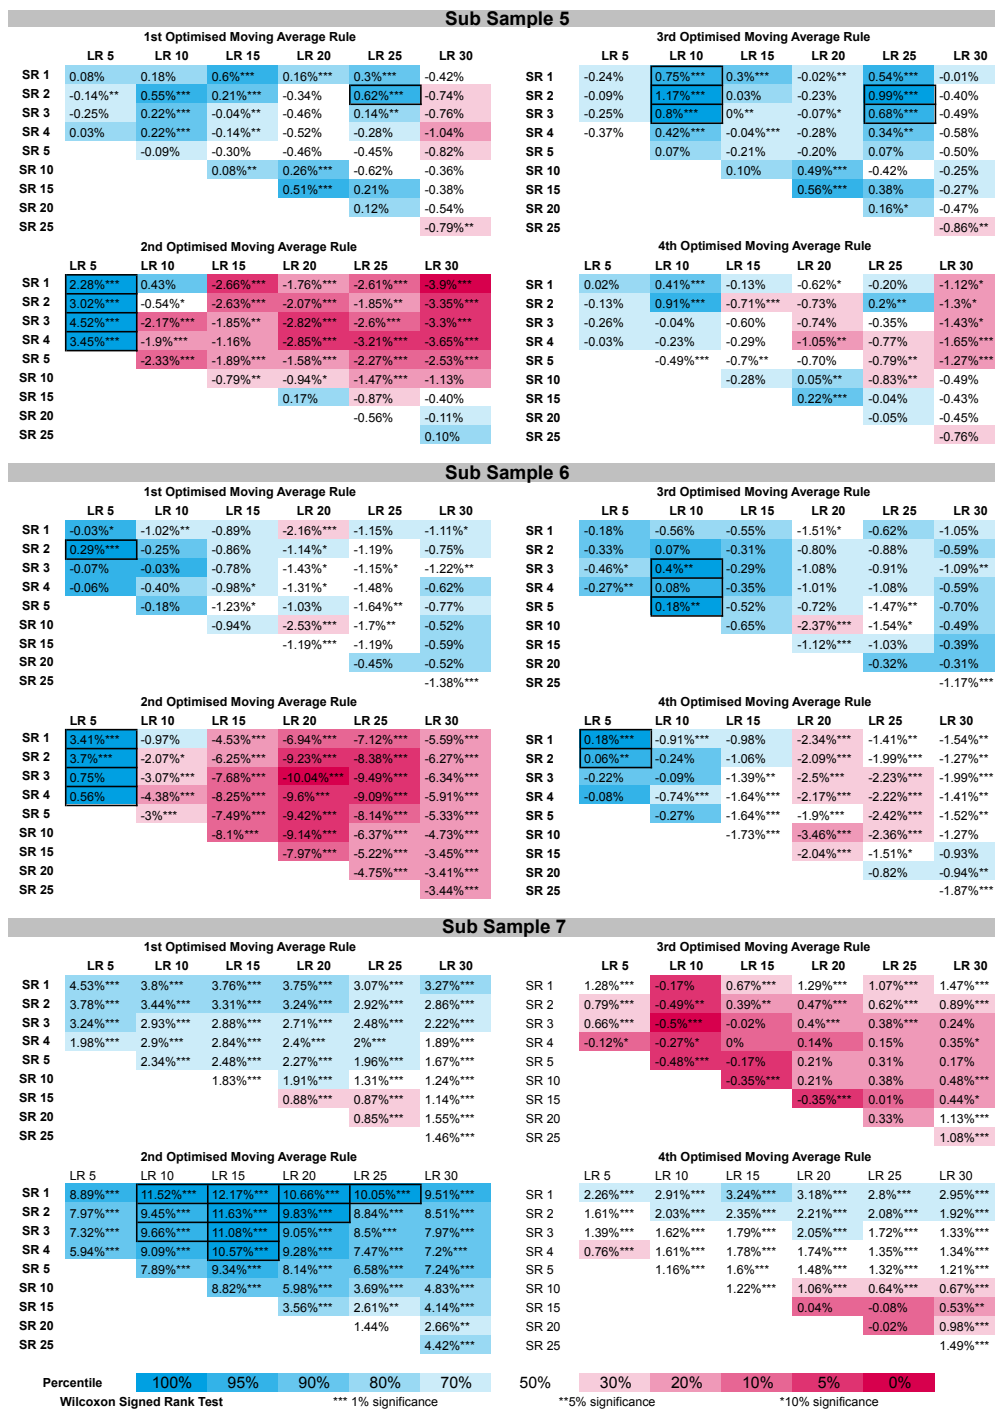 Sub Sample 5
1st Optimised Moving Average Rule
LR 5 LR 10 LR 15 LR 20 LR 25 LR 30
SR 1 0.08% 0.18% 0.6%*** 0.16%*** 0.3%*** -0.42%
SR 2 -0.14%** 0.55%*** 0.21%*** -0.34% 0.62%*** -0.74%
SR 3 -0.25% 0.22%*** -0.04%** -0.46% 0.14%** -0.76%
SR 4 0.03% 0.22%*** -0.14%** -0.52% -0.28% -1.04%
SR 5 -0.09% -0.30% -0.46% -0.45% -0.82%
SR 10 0.08%** 0.26%*** -0.62% -0.36%
SR 15 0.51%*** 0.21% -0.38%
SR 20 0.12% -0.54%
SR 25 -0.79%**
3rd Optimised Moving Average Rule
LR 5 LR 10 LR 15 LR 20 LR 25 LR 30
SR 1 -0.24% 0.75%*** 0.3%*** -0.02%** 0.54%*** -0.01%
SR 2 -0.09% 1.17%*** 0.03% -0.23% 0.99%*** -0.40%
SR 3 -0.25% 0.8%*** 0%** -0.07%* 0.68%*** -0.49%
SR 4 -0.37% 0.42%*** -0.04%*** -0.28% 0.34%** -0.58%
SR 5 0.07% -0.21% -0.20% 0.07% -0.50%
SR 10 0.10% 0.49%*** -0.42% -0.25%
SR 15 0.56%*** 0.38% -0.27%
SR 20 0.16%* -0.47%
SR 25 -0.86%**
2nd Optimised Moving Average Rule
LR 5 LR 10 LR 15 LR 20 LR 25 LR 30
SR 1 2.28%*** 0.43% -2.66%*** -1.76%*** -2.61%*** -3.9%***
SR 2 3.02%*** -0.54%* -2.63%*** -2.07%*** -1.85%** -3.35%***
SR 3 4.52%*** -2.17%*** -1.85%** -2.82%*** -2.6%*** -3.3%***
SR 4 3.45%*** -1.9%*** -1.16% -2.85%*** -3.21%*** -3.65%***
SR 5 -2.33%*** -1.89%*** -1.58%*** -2.27%*** -2.53%***
SR 10 -0.79%** -0.94%* -1.47%*** -1.13%
SR 15 0.17% -0.87% -0.40%
SR 20 -0.56% -0.11%
SR 25 0.10%
4th Optimised Moving Average Rule
LR 5 LR 10 LR 15 LR 20 LR 25 LR 30
SR 1 0.02% 0.41%*** -0.13% -0.62%* -0.20% -1.12%*
SR 2 -0.13% 0.91%*** -0.71%*** -0.73% 0.2%** -1.3%*
SR 3 -0.26% -0.04% -0.60% -0.74% -0.35% -1.43%*
SR 4 -0.03% -0.23% -0.29% -1.05%** -0.77% -1.65%***
SR 5 -0.49%*** -0.7%** -0.70% -0.79%** -1.27%***
SR 10 -0.28% 0.05%** -0.83%** -0.49%
SR 15 0.22%*** -0.04% -0.43%
SR 20 -0.05% -0.45%
SR 25 -0.76%
Sub Sample 6
1st Optimised Moving Average Rule
LR 5 LR 10 LR 15 LR 20 LR 25 LR 30
SR 1 -0.03%* -1.02%** -0.89% -2.16%*** -1.15% -1.11%*
SR 2 0.29%*** -0.25% -0.86% -1.14%* -1.19% -0.75%
SR 3 -0.07% -0.03% -0.78% -1.43%* -1.15%* -1.22%**
SR 4 -0.06% -0.40% -0.98%* -1.31%* -1.48% -0.62%
SR 5 -0.18% -1.23%* -1.03% -1.64%** -0.77%
SR 10 -0.94% -2.53%*** -1.7%** -0.52%
SR 15 -1.19%*** -1.19% -0.59%
SR 20 -0.45% -0.52%
SR 25 -1.38%***
3rd Optimised Moving Average Rule
LR 5 LR 10 LR 15 LR 20 LR 25 LR 30
SR 1 -0.18% -0.56% -0.55% -1.51%* -0.62% -1.05%
SR 2 -0.33% 0.07% -0.31% -0.80% -0.88% -0.59%
SR 3 -0.46%* 0.4%** -0.29% -1.08% -0.91% -1.09%**
SR 4 -0.27%** 0.08% -0.35% -1.01% -1.08% -0.59%
SR 5 0.18%** -0.52% -0.72% -1.47%** -0.70%
SR 10 -0.65% -2.37%*** -1.54%* -0.49%
SR 15 -1.12%*** -1.03% -0.39%
SR 20 -0.32% -0.31%
SR 25 -1.17%***
2nd Optimised Moving Average Rule
LR 5 LR 10 LR 15 LR 20 LR 25 LR 30
SR 1 3.41%*** -0.97% -4.53%*** -6.94%*** -7.12%*** -5.59%***
SR 2 3.7%*** -2.07%* -6.25%*** -9.23%*** -8.38%*** -6.27%***
SR 3 0.75% -3.07%*** -7.68%*** -10.04%*** -9.49%*** -6.34%***
SR 4 0.56% -4.38%*** -8.25%*** -9.6%*** -9.09%*** -5.91%***
SR 5 -3%*** -7.49%*** -9.42%*** -8.14%*** -5.33%***
SR 10 -8.1%*** -9.14%*** -6.37%*** -4.73%***
SR 15 -7.97%*** -5.22%*** -3.45%***
SR 20 -4.75%*** -3.41%***
SR 25 -3.44%***
4th Optimised Moving Average Rule
LR 5 LR 10 LR 15 LR 20 LR 25 LR 30
SR 1 0.18%*** -0.91%*** -0.98% -2.34%*** -1.41%** -1.54%**
SR 2 0.06%** -0.24% -1.06% -2.09%*** -1.99%*** -1.27%**
SR 3 -0.22% -0.09% -1.39%** -2.5%*** -2.23%*** -1.99%***
SR 4 -0.08% -0.74%*** -1.64%*** -2.17%*** -2.22%*** -1.41%**
SR 5 -0.27% -1.64%*** -1.9%*** -2.42%*** -1.52%**
SR 10 -1.73%*** -3.46%*** -2.36%*** -1.27%
SR 15 -2.04%*** -1.51%* -0.93%
SR 20 -0.82% -0.94%**
SR 25 -1.87%***
Sub Sample 7
1st Optimised Moving Average Rule
LR 5 LR 10 LR 15 LR 20 LR 25 LR 30
SR 1 4.53%*** 3.8%*** 3.76%*** 3.75%*** 3.07%*** 3.27%***
SR 2 3.78%*** 3.44%*** 3.31%*** 3.24%*** 2.92%*** 2.86%***
SR 3 3.24%*** 2.93%*** 2.88%*** 2.71%*** 2.48%*** 2.22%***
SR 4 1.98%*** 2.9%*** 2.84%*** 2.4%*** 2%*** 1.89%***
SR 5 2.34%*** 2.48%*** 2.27%*** 1.96%*** 1.67%***
SR 10 1.83%*** 1.91%*** 1.31%*** 1.24%***
SR 15 0.88%*** 0.87%*** 1.14%***
SR 20 0.85%*** 1.55%***
SR 25 1.46%***
3rd Optimised Moving Average Rule
LR 5 LR 10 LR 15 LR 20 LR 25 LR 30
SR 1 1.28%*** -0.17% 0.67%*** 1.29%*** 1.07%*** 1.47%***
SR 2 0.79%*** -0.49%** 0.39%** 0.47%*** 0.62%*** 0.89%***
SR 3 0.66%*** -0.5%*** -0.02% 0.4%*** 0.38%*** 0.24%
SR 4 -0.12%* -0.27%* 0% 0.14% 0.15% 0.35%*
SR 5 -0.48%*** -0.17% 0.21% 0.31% 0.17%
SR 10 -0.35%*** 0.21% 0.38% 0.48%***
SR 15 -0.35%*** 0.01% 0.44%*
SR 20 0.33% 1.13%***
SR 25 1.08%***
2nd Optimised Moving Average Rule
LR 5 LR 10 LR 15 LR 20 LR 25 LR 30
SR 1 8.89%*** 11.52%*** 12.17%*** 10.66%*** 10.05%*** 9.51%***
SR 2 7.97%*** 9.45%*** 11.63%*** 9.83%*** 8.84%*** 8.51%***
SR 3 7.32%*** 9.66%*** 11.08%*** 9.05%*** 8.5%*** 7.97%***
SR 4 5.94%*** 9.09%*** 10.57%*** 9.28%*** 7.47%*** 7.2%***
SR 5 7.89%*** 9.34%*** 8.14%*** 6.58%*** 7.24%***
SR 10 8.82%*** 5.98%*** 3.69%*** 4.83%***
SR 15 3.56%*** 2.61%** 4.14%***
SR 20 1.44% 2.66%**
SR 25 4.42%***
4th Optimised Moving Average Rule
LR 5 LR 10 LR 15 LR 20 LR 25 LR 30
SR 1 2.26%*** 2.91%*** 3.24%*** 3.18%*** 2.8%*** 2.95%***
SR 2 1.61%*** 2.03%*** 2.35%*** 2.21%*** 2.08%*** 1.92%***
SR 3 1.39%*** 1.62%*** 1.79%*** 2.05%*** 1.72%*** 1.33%***
SR 4 0.76%*** 1.61%*** 1.78%*** 1.74%*** 1.35%*** 1.34%***
SR 5 1.16%*** 1.6%*** 1.48%*** 1.32%*** 1.21%***
SR 10 1.22%*** 1.06%*** 0.64%*** 0.67%***
SR 15 0.04% -0.08% 0.53%**
SR 20 -0.02% 0.98%***
SR 25 1.49%***
Percentile 100% 95% 90% 80% 70% 50% 30% 20% 10% 5% 0%
Wilcoxon Signed Rank Test *** 1% significance **5% significance *10% significance